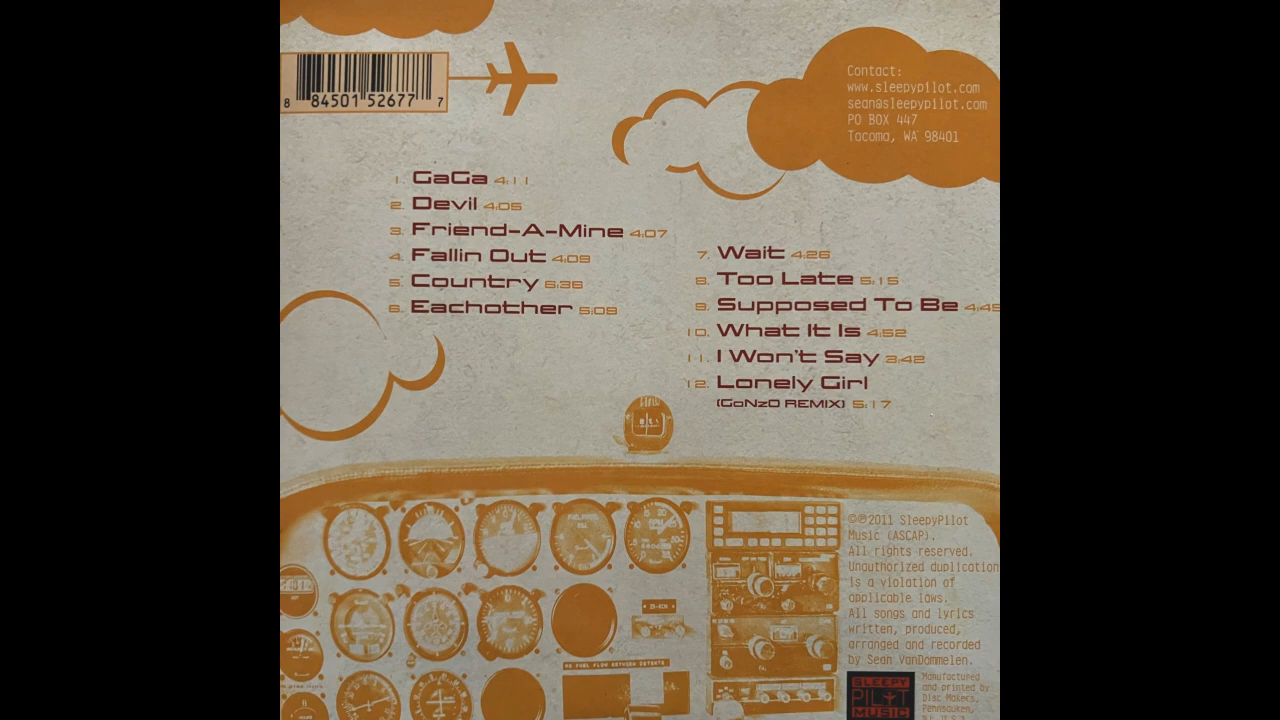 8 84501 52677 7
Contact:
www.sleepypilot.com
sean@sleepypilot.com
PO BOX 447
Tacoma, WA 98401
1. GaGa 4:11
2. Devil 4:05
3. Friend-A-Mine 4:07
4. Fallin Out 4:09
5. Country
6. Eachother
7. Wait 4:26
8. Too Late 5:15
9. Supposed To Be
10. What It Is 4:52
11. I Won't Say 3:42
12. Lonely Girl
(GoNzO REMIX) 5:17
©℗2011 SleepyPilot
Music (ASCAP).
All rights reserved.
Unauthorized duplication
is a violation of
applicable laws.
All songs and lyrics
written, produced,
arranged and recorded
by Sean VanDommelen.
SLEEPY
PILOT
MUSIC
Manufactured
and printed by
Disc Makers,
Pennsauken,